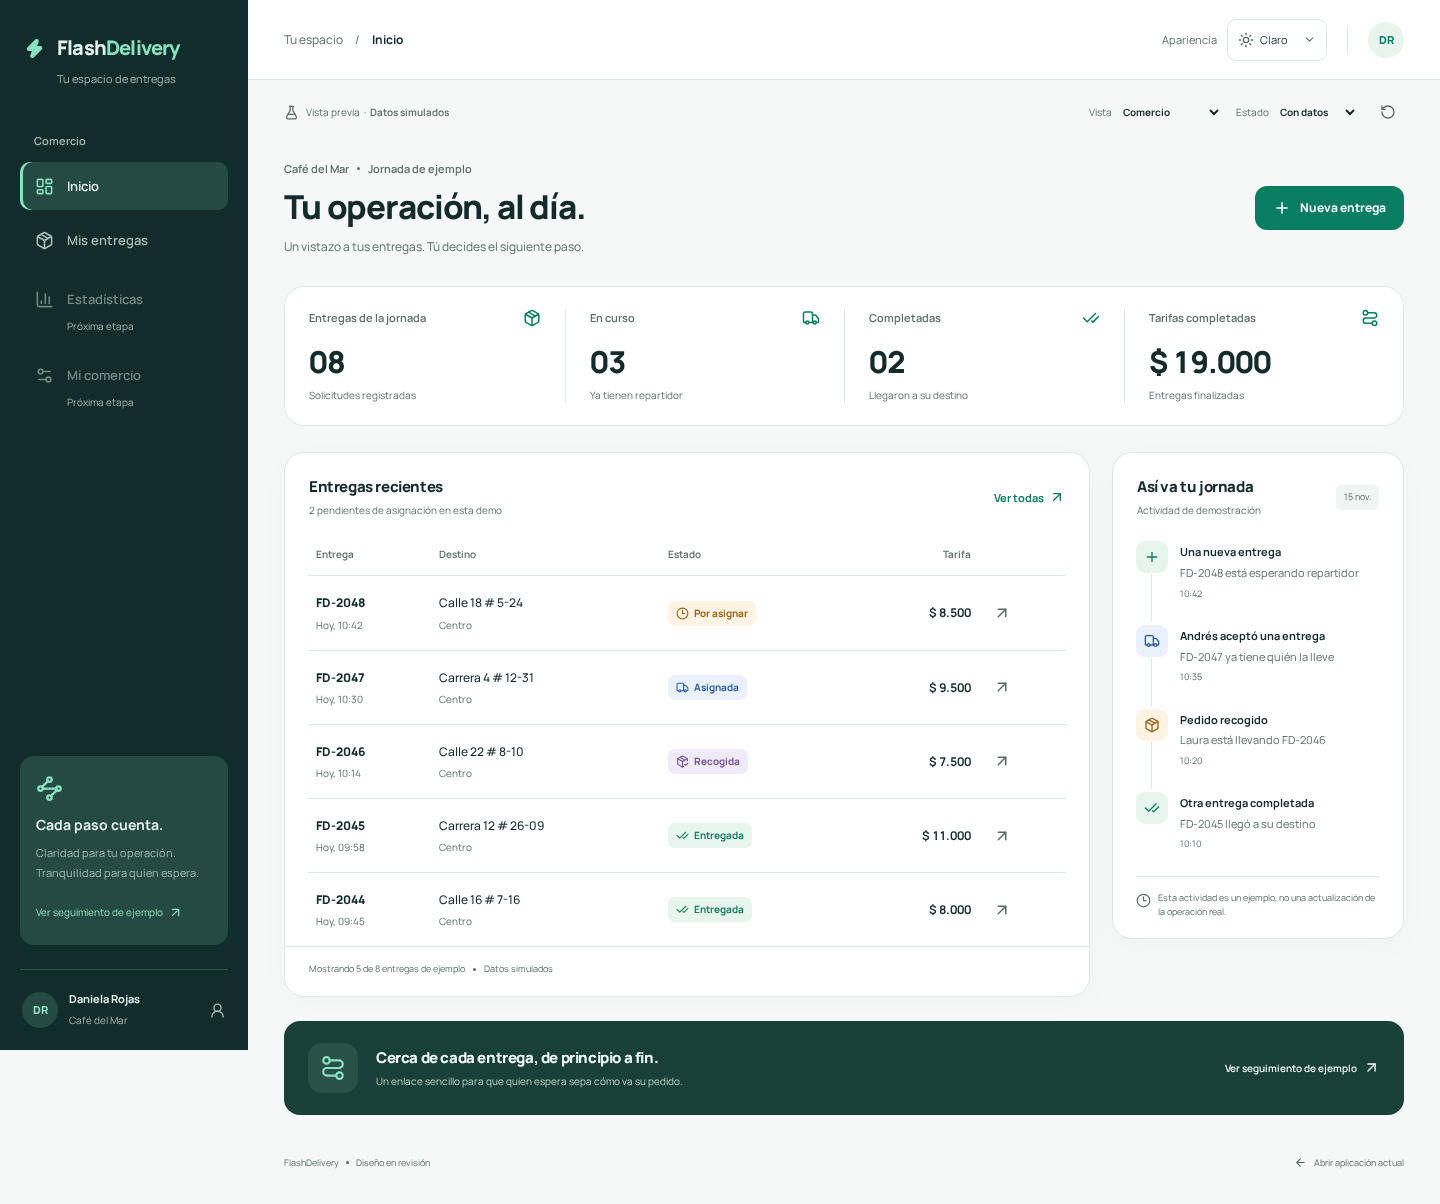 FlashDelivery
Tu espacio de entregas
Comercio
Inicio
Mis entregas
Estadísticas
Próxima etapa
Mi comercio
Próxima etapa
Cada paso cuenta.
Claridad para tu operación.
Tranquilidad para quien espera.
Ver seguimiento de ejemplo
DR
Daniela Rojas
Café del Mar
Tu espacio / Inicio
Apariencia
Claro
DR
Vista previa · Datos simulados
Vista Comercio
Estado Con datos
Café del Mar • Jornada de ejemplo
Tu operación, al día.
Un vistazo a tus entregas. Tú decides el siguiente paso.
Nueva entrega
Entregas de la jornada
08
Solicitudes registradas
En curso
03
Ya tienen repartidor
Completadas
02
Llegaron a su destino
Tarifas completadas
$ 19.000
Entregas finalizadas
Entregas recientes
2 pendientes de asignación en esta demo
Ver todas
Entrega Destino Estado Tarifa
FD-2048 Calle 18 # 5-24 Por asignar $ 8.500
Hoy, 10:42 Centro
FD-2047 Carrera 4 # 12-31 Asignada $ 9.500
Hoy, 10:30 Centro
FD-2046 Calle 22 # 8-10 Recogida $ 7.500
Hoy, 10:14 Centro
FD-2045 Carrera 12 # 26-09 Entregada $ 11.000
Hoy, 09:58 Centro
FD-2044 Calle 16 # 7-16 Entregada $ 8.000
Hoy, 09:45 Centro
Mostrando 5 de 8 entregas de ejemplo • Datos simulados
Así va tu jornada
Actividad de demostración
15 nov.
Una nueva entrega
FD-2048 está esperando repartidor
10:42
Andrés aceptó una entrega
FD-2047 ya tiene quién la lleve
10:35
Pedido recogido
Laura está llevando FD-2046
10:20
Otra entrega completada
FD-2045 llegó a su destino
10:10
Esta actividad es un ejemplo, no una actualización de
la operación real.
Cerca de cada entrega, de principio a fin.
Un enlace sencillo para que quien espera sepa cómo va su pedido.
Ver seguimiento de ejemplo
FlashDelivery • Diseño en revisión
Abrir aplicación actual